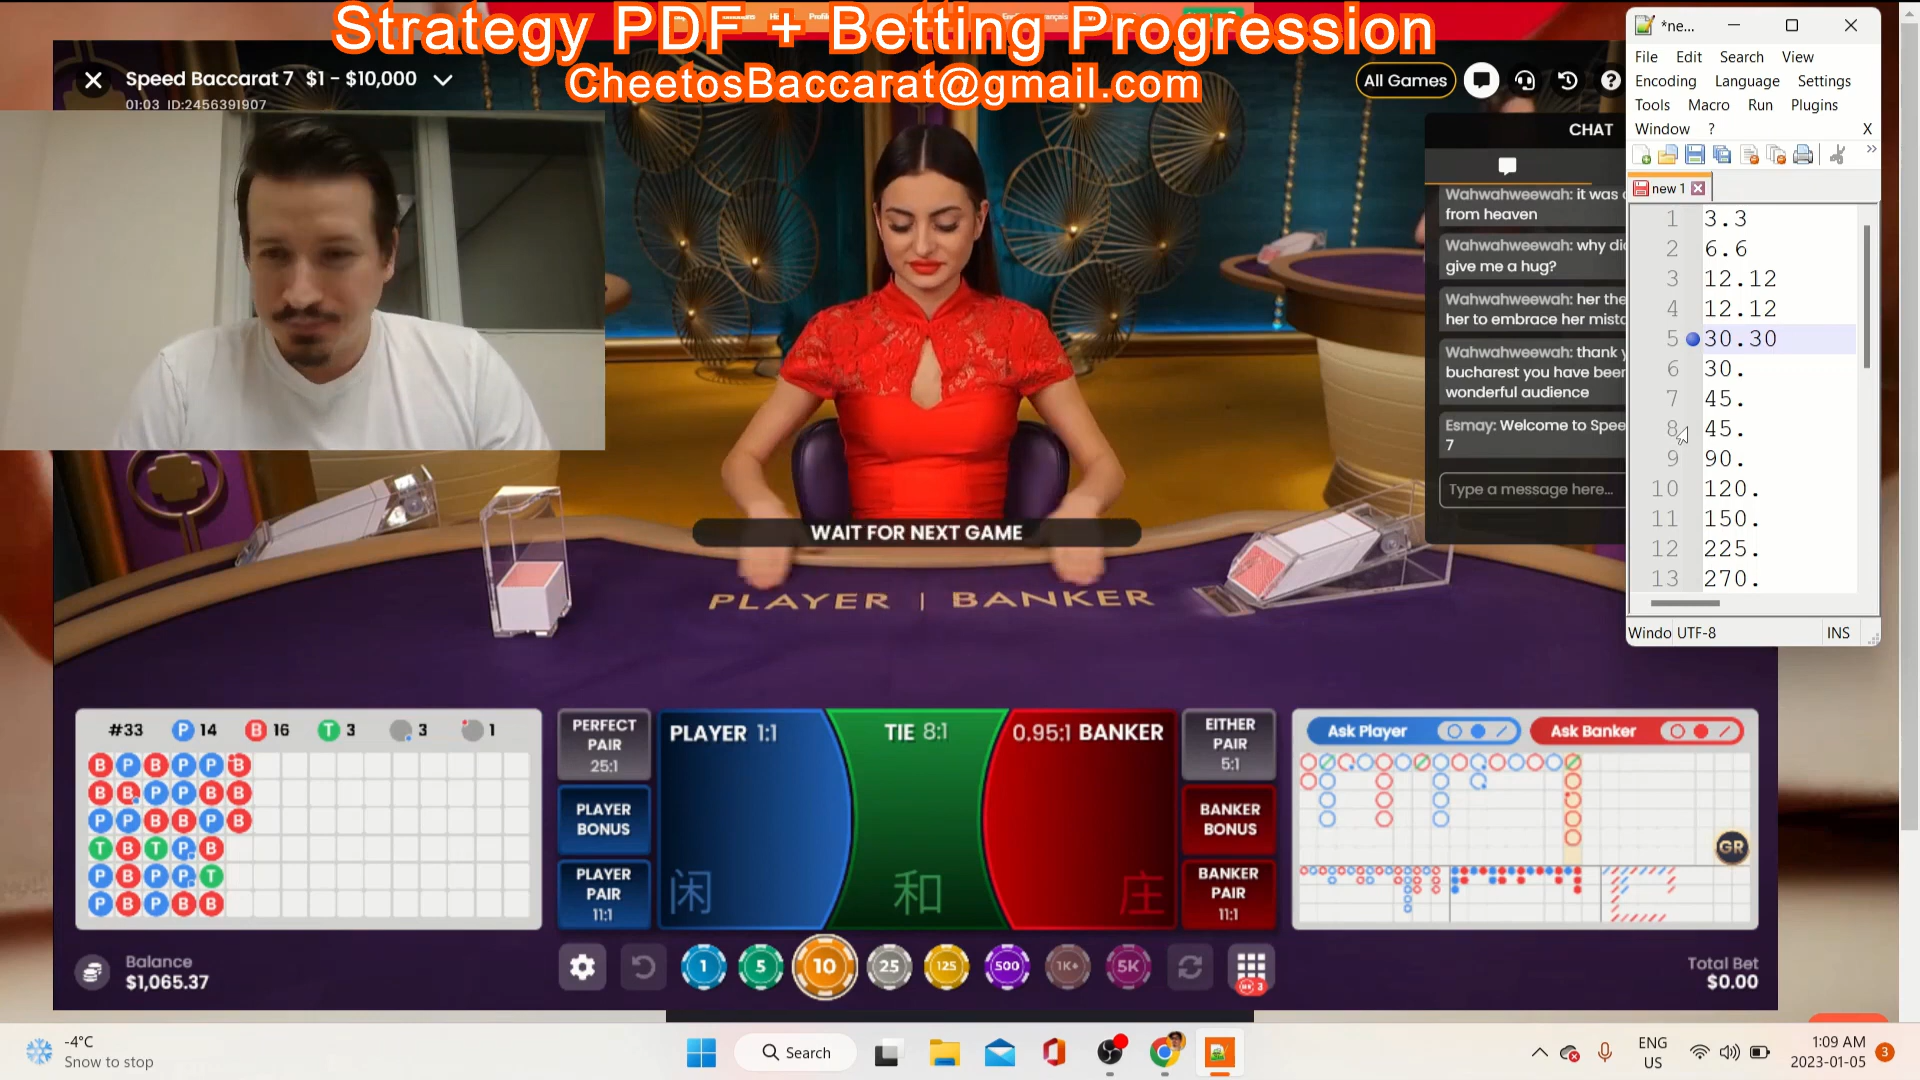 Strategy PDF + Betting Progression
CheetosBaccarat@gmail.com
Speed Baccarat 7 $1 - $10,000
01:03 ID:2456391907
All Games
CHAT
Wahwahweewah: it was
from heaven
Wahwahweewah: why
give me a hug?
Wahwahweewah: her
her to embrace her
Wahwahweewah: thank
bucharest you have been
wonderful audience
Esmay: Welcome to
7
Type a message here...
WAIT FOR NEXT GAME
PLAYER | BANKER
*ne...
File Edit Search View
Encoding Language Settings
Tools Macro Run Plugins
Window ? X
new 1
1 3.3
2 6.6
3 12.12
4 12.12
5 30.30
6 30.
7 45.
8 45.
9 90.
10 120.
11 150.
12 225.
13 270.
Windo UTF-8 INS
#33 P 14 B 16 T 3 3 1
B P B P P B
B B P P B B
P P B B P B
T B T P B
P B P P T
P B P B B
PERFECT
PAIR
25:1
PLAYER
BONUS
PLAYER
PAIR
11:1
PLAYER 1:1
闲
TIE 8:1
和
0.95:1 BANKER
庄
EITHER
PAIR
5:1
BANKER
BONUS
BANKER
PAIR
11:1
Ask Player
Ask Banker
GR
Balance
$1,065.37
1 5 10 25 125 500 1K+ 5K
3
Total Bet
$0.00
-4°C
Snow to stop
Search
ENG
US
1:09 AM
2023-01-05
3